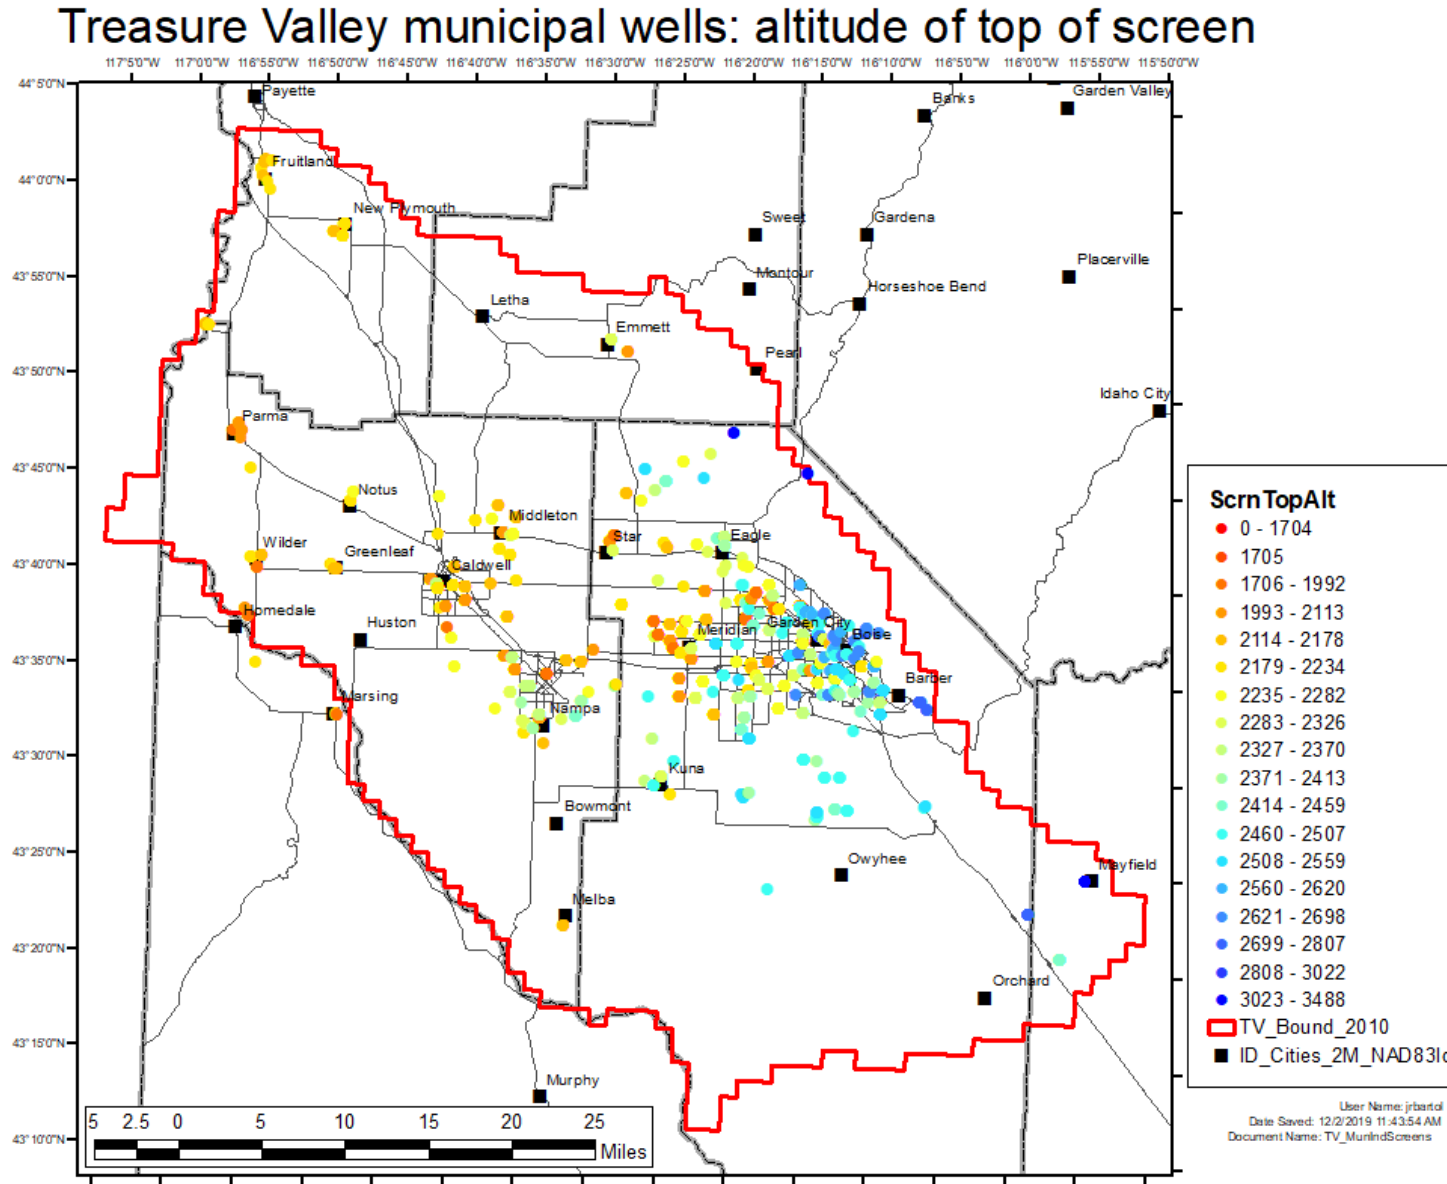 Treasure Valley municipal wells: altitude of top of screen
117°5'0"W 117°0'0"W 116°55'0"W 116°50'0"W 116°45'0"W 116°40'0"W 116°35'0"W 116°30'0"W 116°25'0"W 116°20'0"W 116°15'0"W 116°10'0"W 116°5'0"W 116°0'0"W 115°55'0"W 115°50'0"W
44°5'0"N
Payette
Banks
Garden Valley
44°0'0"N
Fruitland
New Plymouth
Sweet
Gardena
43°55'0"N
Montour
Placerville
Horseshoe Bend
Letha
Emmett
43°50'0"N
Pearl
Idaho City
Parma
43°45'0"N
Notus
Middleton
Star
Eagle
43°40'0"N
Wilder
Greenleaf
Caldwell
Homedale
Huston
Meridian
Garden City
Boise
43°35'0"N
Barber
Marsing
Nampa
43°30'0"N
Kuna
Bowmont
43°25'0"N
Owyhee
Mayfield
Melba
43°20'0"N
Orchard
43°15'0"N
Murphy
43°10'0"N
5 2.5 0 5 10 15 20 25
Miles
ScrnTopAlt
0 - 1704
1705
1706 - 1992
1993 - 2113
2114 - 2178
2179 - 2234
2235 - 2282
2283 - 2326
2327 - 2370
2371 - 2413
2414 - 2459
2460 - 2507
2508 - 2559
2560 - 2620
2621 - 2698
2699 - 2807
2808 - 3022
3023 - 3488
TV_Bound_2010
ID_Cities_2M_NAD83Id
User Name: jrbartol
Date Saved: 12/2/2019 11:43:54 AM
Document Name: TV_MunIndScreens